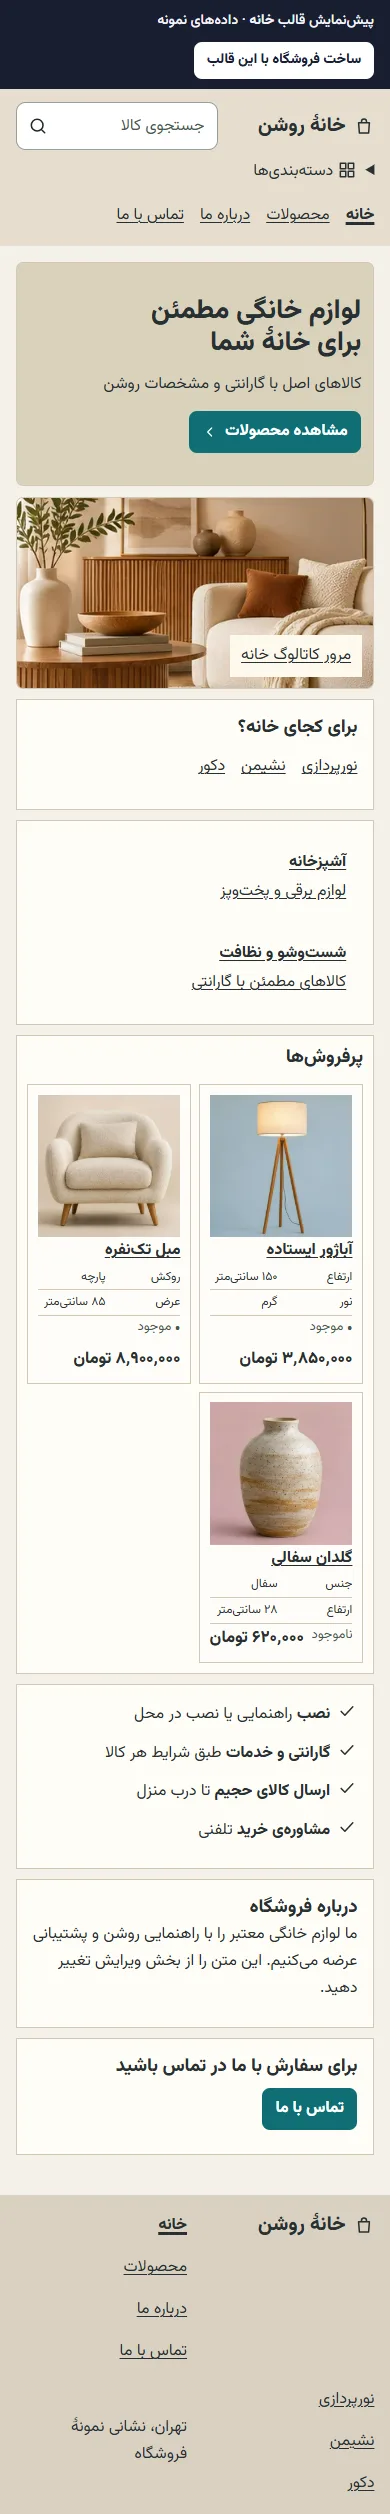 پیش‌نمایش قالب خانه · داده‌های نمونه
ساخت فروشگاه با این قالب
خانهٔ روشن
جستجوی کالا
دسته‌بندی‌ها
خانه محصولات درباره ما تماس با ما
لوازم خانگی مطمئن
برای خانهٔ شما
کالاهای اصل با گارانتی و مشخصات روشن
مشاهده محصولات
مرور کاتالوگ خانه
برای کجای خانه؟
نورپردازی نشیمن دکور
آشپزخانه
لوازم برقی و پخت‌وپز
شست‌وشو و نظافت
کالاهای مطمئن با گارانتی
پرفروش‌ها
آباژور ایستاده
ارتفاع ۱۵۰ سانتی‌متر
نور گرم
• موجود
۳,۸۵۰,۰۰۰ تومان
مبل تک‌نفره
روکش پارچه
عرض ۸۵ سانتی‌متر
• موجود
۸,۹۰۰,۰۰۰ تومان
گلدان سفالی
جنس سفال
ارتفاع ۲۸ سانتی‌متر
ناموجود ۶۲۰,۰۰۰ تومان
نصب راهنمایی یا نصب در محل
گارانتی و خدمات طبق شرایط هر کالا
ارسال کالای حجیم تا درب منزل
مشاوره‌ی خرید تلفنی
درباره فروشگاه
ما لوازم خانگی معتبر را با راهنمایی روشن و پشتیبانی
عرضه می‌کنیم. این متن را از بخش ویرایش تغییر
دهید.
برای سفارش با ما در تماس باشید
تماس با ما
خانهٔ روشن
خانه
محصولات
درباره ما
تماس با ما
نورپردازی
نشیمن
دکور
تهران، نشانی نمونهٔ
فروشگاه